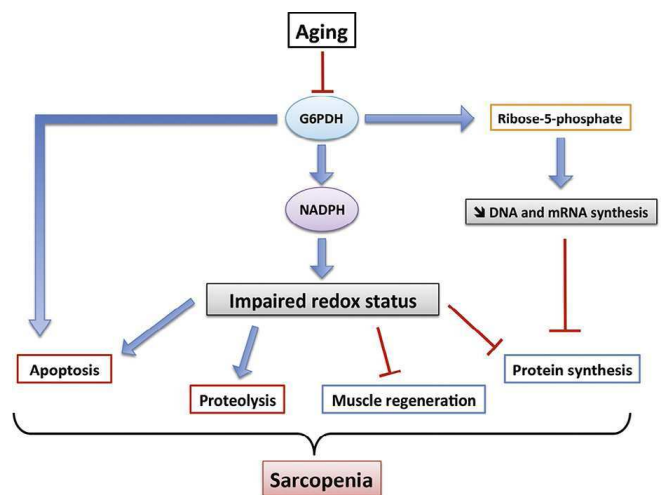 Aging
G6PDH
Ribose-5-phosphate
NADPH
↘ DNA and mRNA synthesis
Impaired redox status
Apoptosis
Protein synthesis
Proteolysis
Muscle regeneration
Sarcopenia